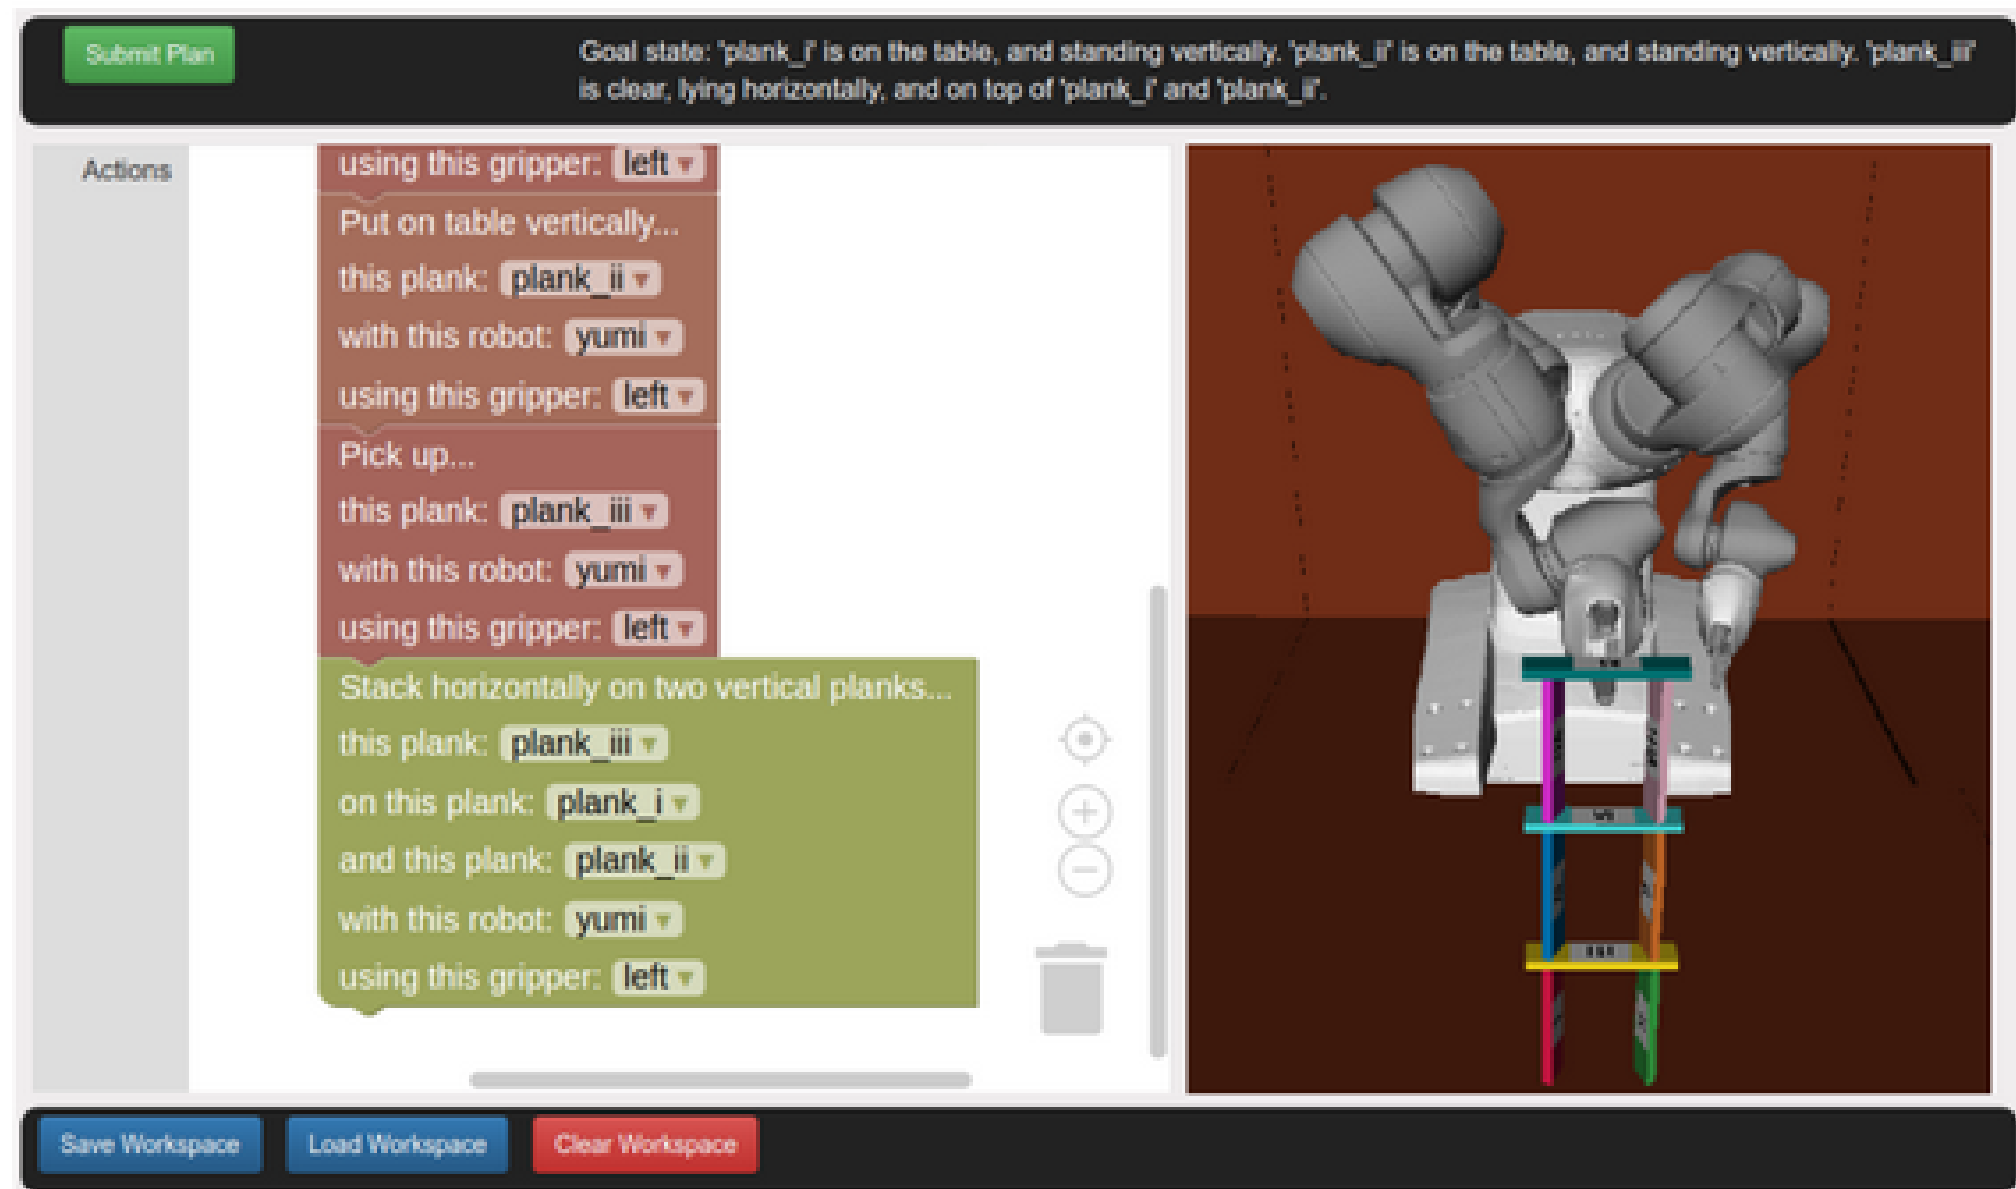 Submit Plan
Goal state: 'plank_i' is on the table, and standing vertically. 'plank_ii' is on the table, and standing vertically. 'plank_iii'
is clear, lying horizontally, and on top of 'plank_i' and 'plank_ii'.
Actions
using this gripper: left
Put on table vertically...
this plank: plank_ii
with this robot: yumi
using this gripper: left
Pick up...
this plank: plank_iii
with this robot: yumi
using this gripper: left
Stack horizontally on two vertical planks...
this plank: plank_iii
on this plank: plank_i
and this plank: plank_ii
with this robot: yumi
using this gripper: left
Save Workspace
Load Workspace
Clear Workspace